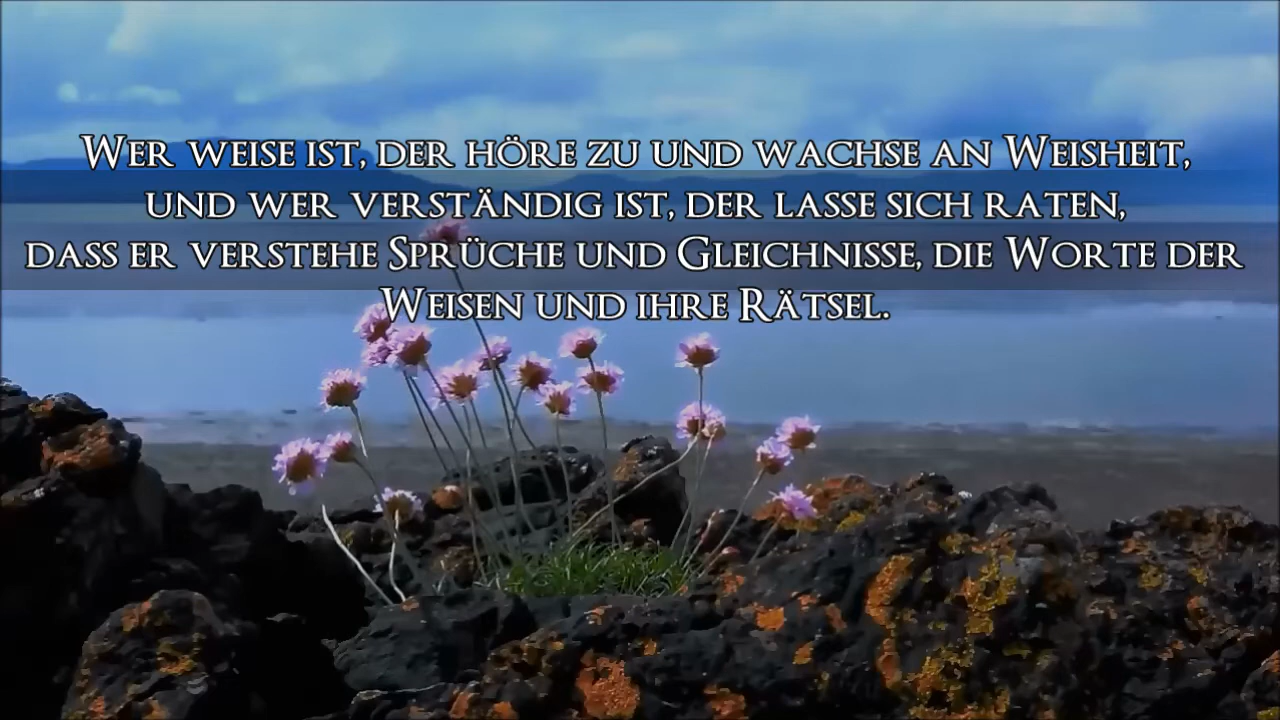 Wer weise ist, der höre zu und wachse an Weisheit,
und wer verständig ist, der lasse sich raten,
dass er verstehe Sprüche und Gleichnisse, die Worte der
Weisen und ihre Rätsel.